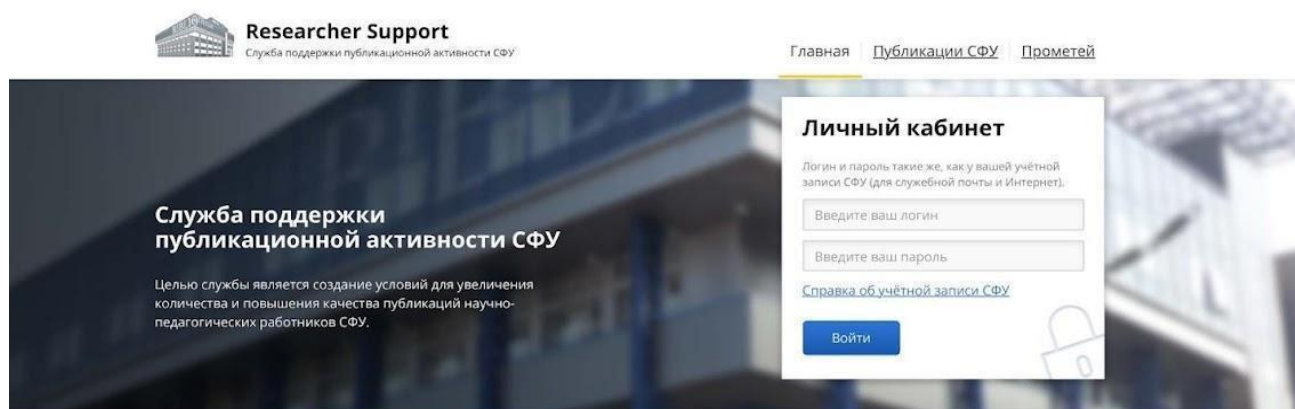 Researcher Support
Служба поддержки публикационной активности СФУ
Главная
Публикации СФУ
Прометей
Служба поддержки
публикационной активности СФУ
Целью службы является создание условий для увеличения
количества и повышения качества публикаций научно-
педагогических работников СФУ.
Личный кабинет
Логин и пароль такие же, как у вашей учётной
записи СФУ (для служебной почты и Интернет).
Введите ваш логин
Введите ваш пароль
Справка об учётной записи СФУ
Войти